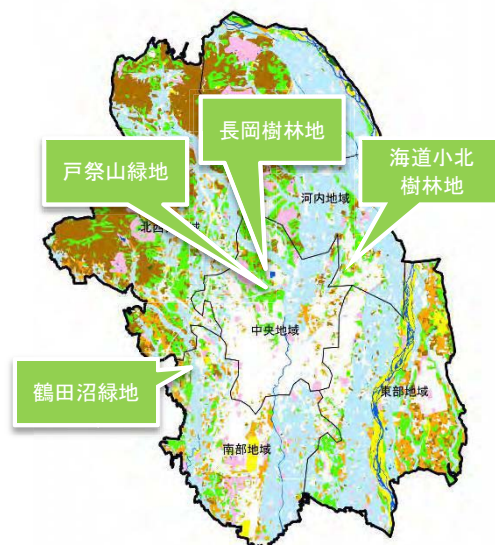 長岡樹林地
戸祭山緑地
海道小北
樹林地
河内地域
中央地域
鶴田沼緑地
東部地域
南部地域